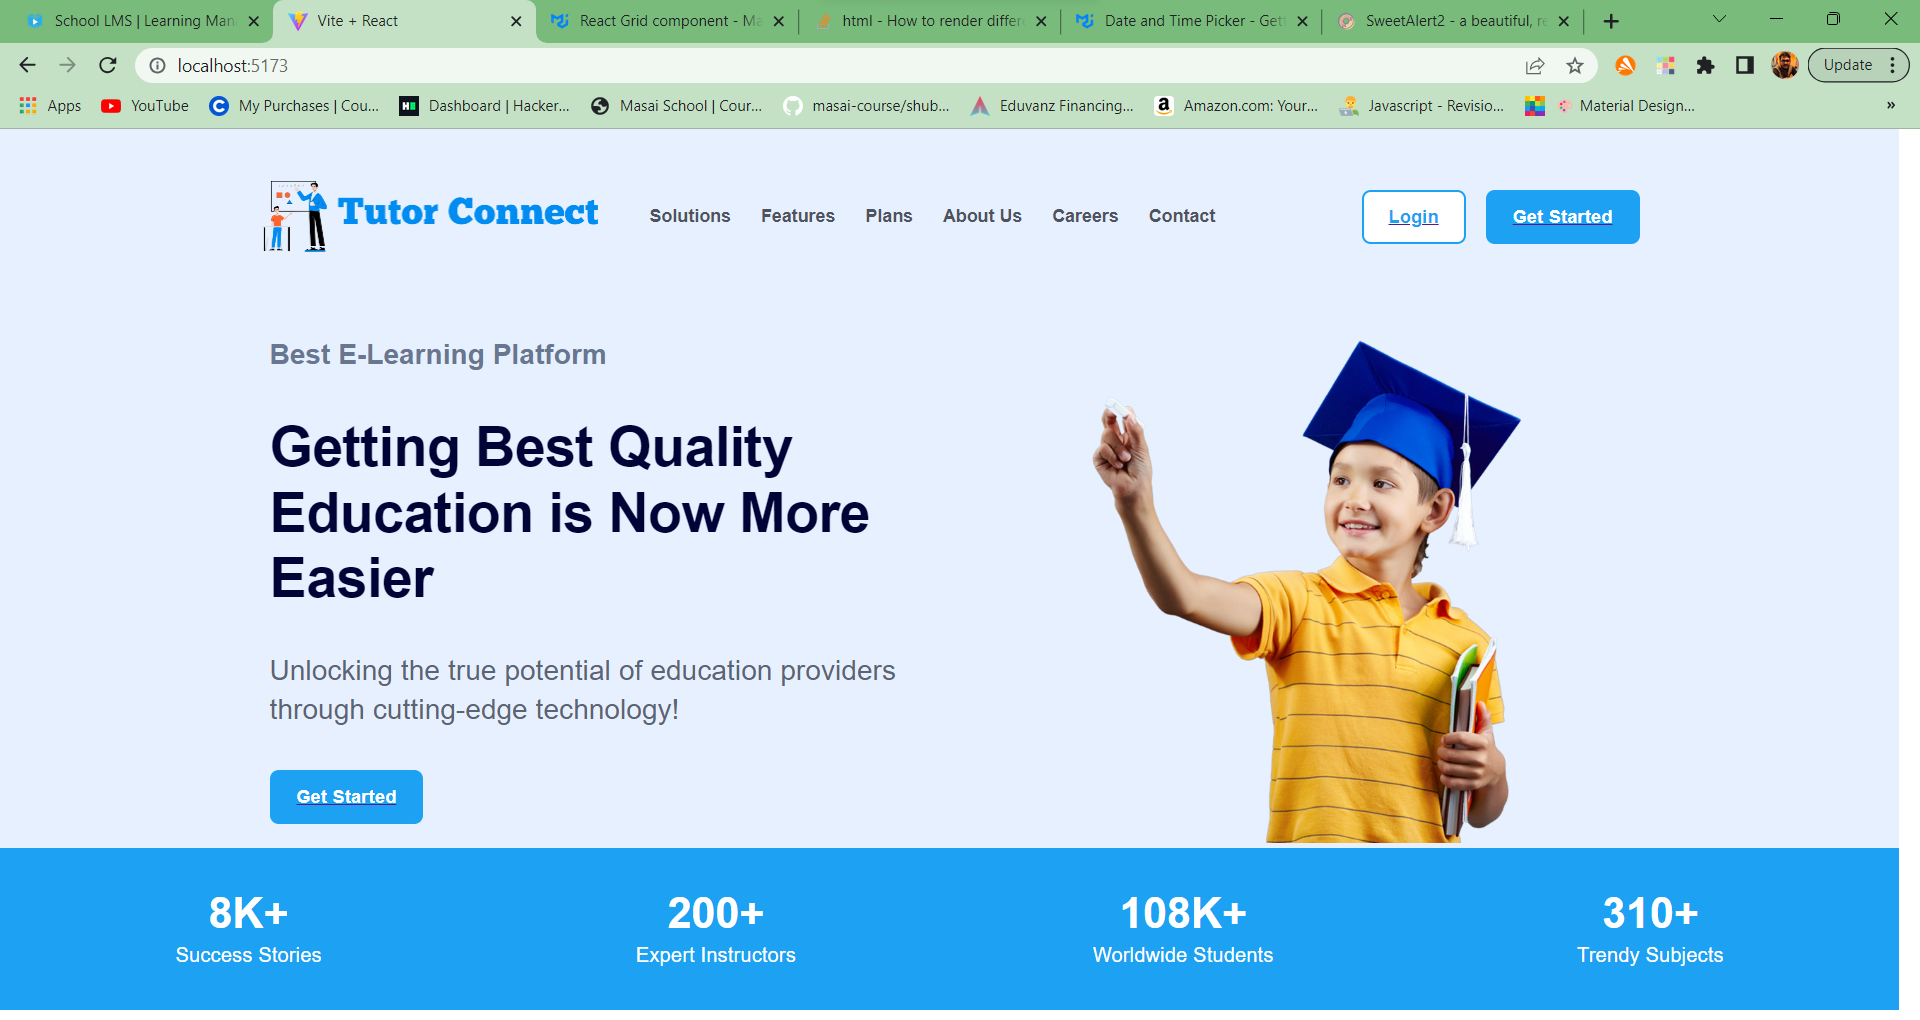 School LMS | Learning Man
Vite + React
React Grid component - Ma
html - How to render differe
Date and Time Picker - Get
SweetAlert2 - a beautiful, re
localhost:5173
Update
Apps
YouTube
My Purchases | Cou...
Dashboard | Hacker...
Masai School | Cour...
masai-course/shub...
Eduvanz Financing...
Amazon.com: Your...
Javascript - Revisio...
Material Design...
»
Tutor Connect
Solutions
Features
Plans
About Us
Careers
Contact
Login
Get Started
Best E-Learning Platform
Getting Best Quality
Education is Now More
Easier
Unlocking the true potential of education providers
through cutting-edge technology!
Get Started
8K+
Success Stories
200+
Expert Instructors
108K+
Worldwide Students
310+
Trendy Subjects